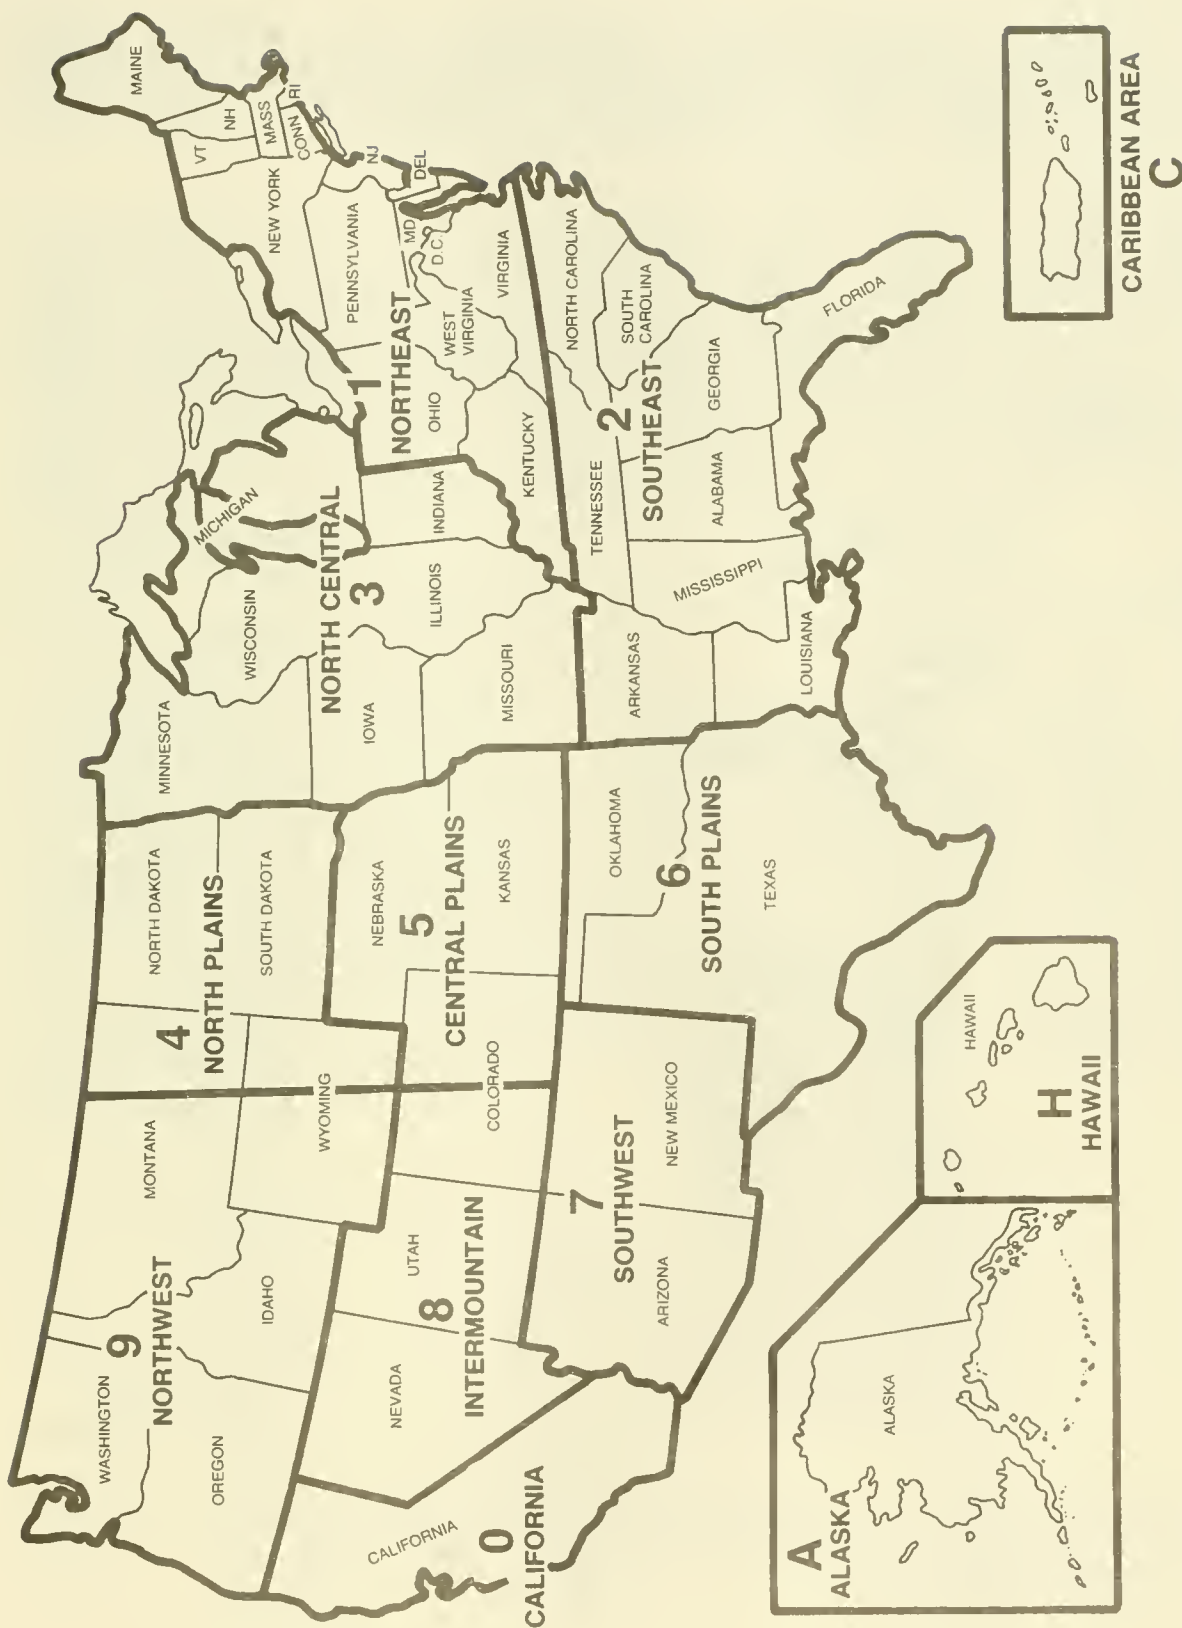 9
NORTHWEST
WASHINGTON
OREGON
IDAHO
MONTANA
WYOMING
4
NORTH PLAINS
NORTH DAKOTA
SOUTH DAKOTA
3
NORTH CENTRAL
MINNESOTA
WISCONSIN
MICHIGAN
IOWA
ILLINOIS
INDIANA
MISSOURI
1
NORTHEAST
MAINE
VT
NH
MASS
RI
CONN
NEW YORK
NJ
PENNSYLVANIA
DEL
MD
D.C.
OHIO
WEST
VIRGINIA
VIRGINIA
KENTUCKY
0
CALIFORNIA
CALIFORNIA
8
INTERMOUNTAIN
NEVADA
UTAH
COLORADO
5
CENTRAL PLAINS
NEBRASKA
KANSAS
7
SOUTHWEST
ARIZONA
NEW MEXICO
6
SOUTH PLAINS
OKLAHOMA
TEXAS
2
SOUTHEAST
TENNESSEE
NORTH CAROLINA
SOUTH
CAROLINA
ARKANSAS
MISSISSIPPI
ALABAMA
GEORGIA
LOUISIANA
FLORIDA
A
ALASKA
ALASKA
HAWAII
H
HAWAII
CARIBBEAN AREA
C